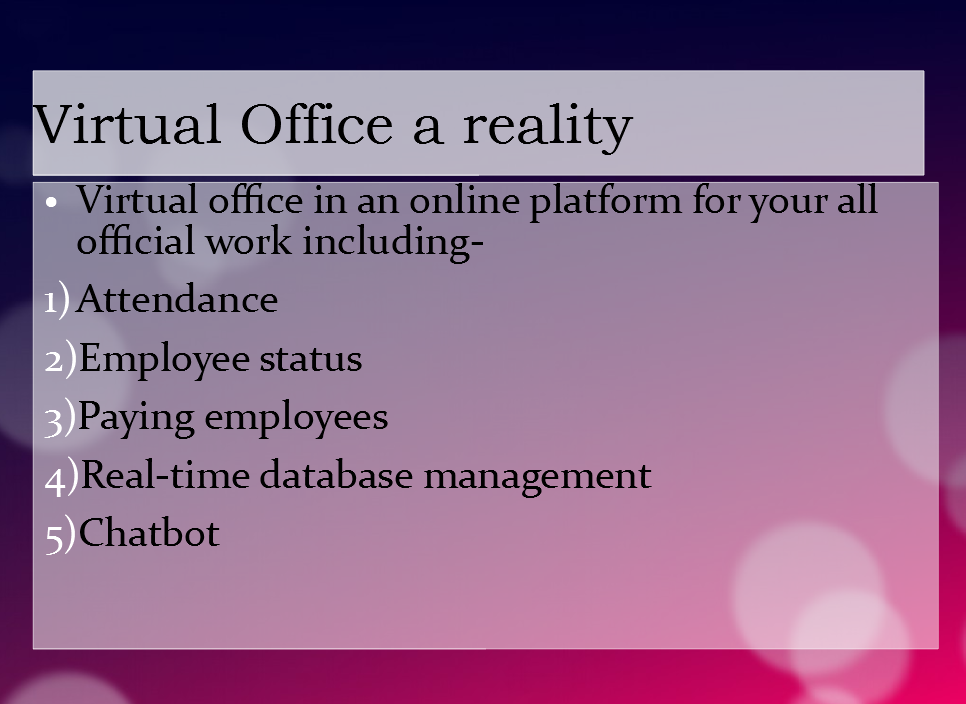 Virtual Office a reality
• Virtual office in an online platform for your all
official work including-
1) Attendance
2)Employee status
3)Paying employees
4)Real-time database management
5)Chatbot